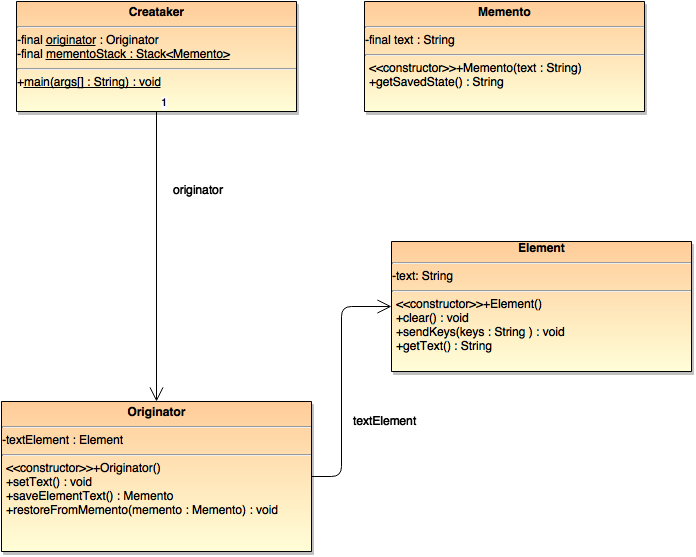 Creataker
-final originator : Originator
-final mementoStack : Stack<Memento>
+main(args[] : String) : void
1
Memento
-final text : String
<<constructor>>+Memento(text : String)
+getSavedState() : String
originator
Element
-text: String
<<constructor>>+Element()
+clear() : void
+sendKeys(keys : String ) : void
+getText() : String
textElement
Originator
-textElement : Element
<<constructor>>+Originator()
+setText() : void
+saveElementText() : Memento
+restoreFromMemento(memento : Memento) : void